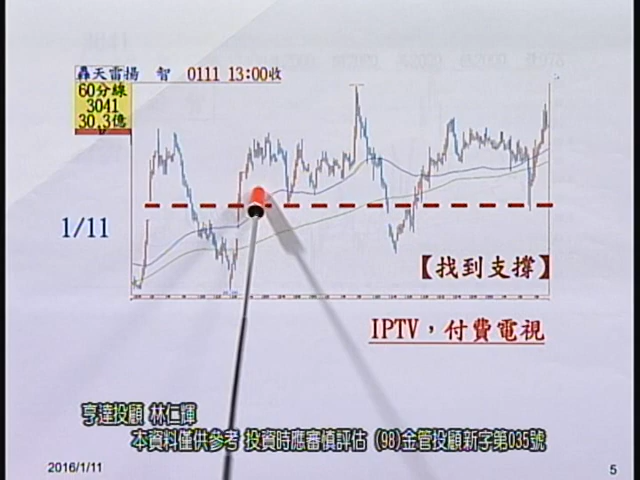 轟天雷揚 智 0111 13:00收
60分線
3041
30.3億
1/11
【找到支撐】
IPTV，付費電視
亨達投顧 林仁輝
本資料僅供參考 投資時應審慎評估 (98)金管投顧新字第035號
2016/1/11
5